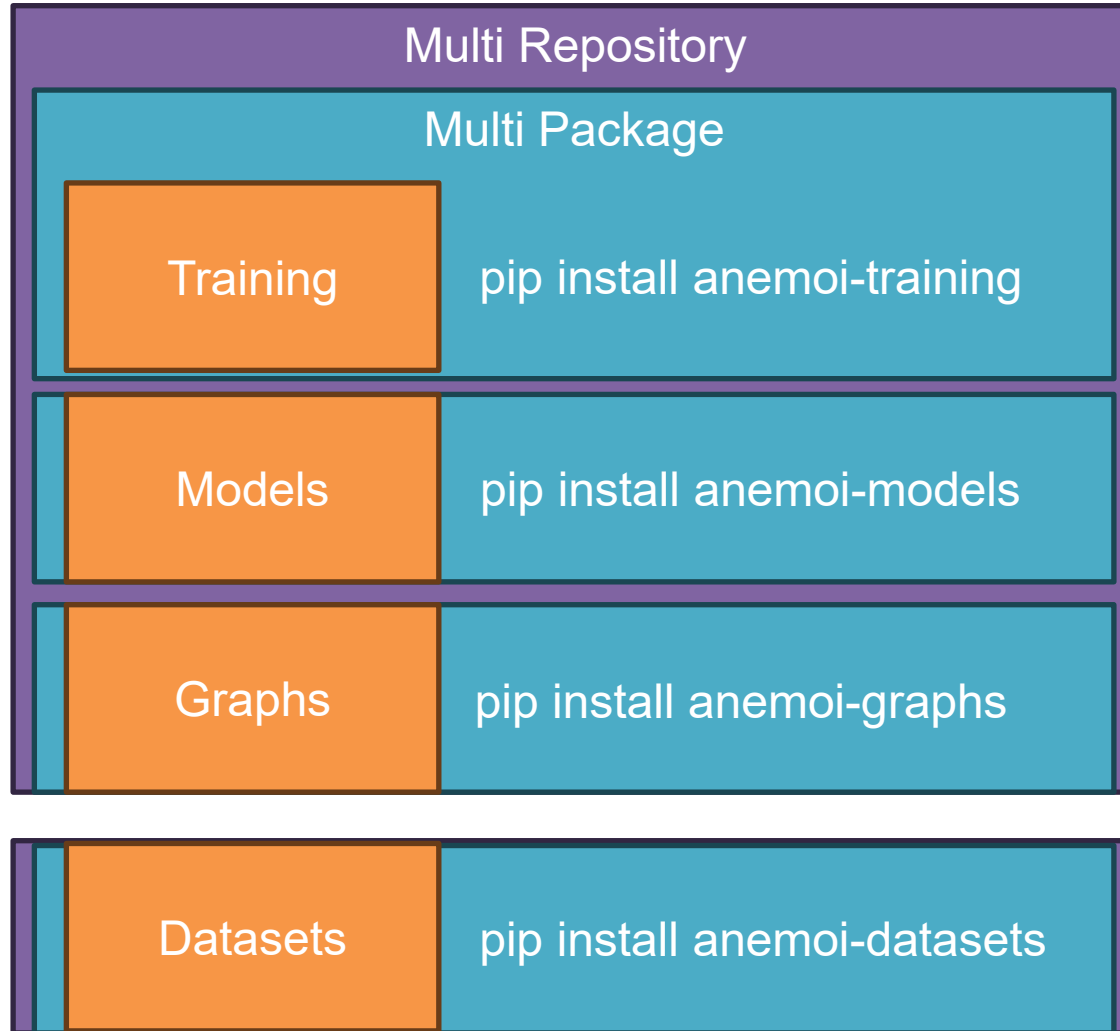 Multi Repository
Multi Package
Training
pip install anemoi-training
Models
pip install anemoi-models
Graphs
pip install anemoi-graphs
Datasets
pip install anemoi-datasets